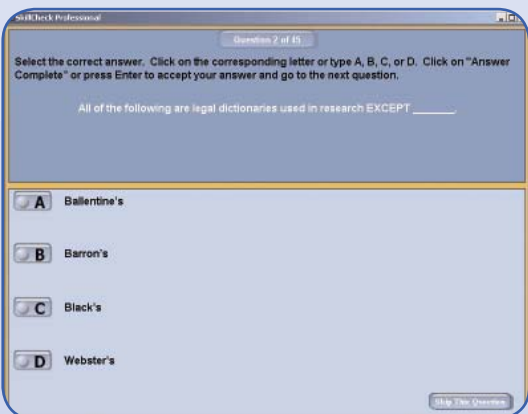 SkillCheck Professional
Question 2 of 45
Select the correct answer. Click on the corresponding letter or type A, B, C, or D. Click on "Answer
Complete" or press Enter to accept your answer and go to the next question.
All of the following are legal dictionaries used in research EXCEPT _______.
A Ballentine's
B Barron's
C Black's
D Webster's
Skip This Question